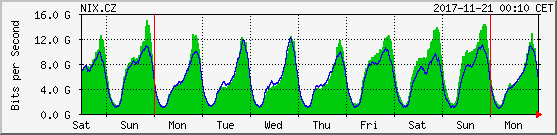 NIX.CZ 2017-11-21 00:10 CET
Bits per Second
16.0 G
12.0 G
8.0 G
4.0 G
0.0 G
Sat Sun Mon Tue Wed Thu Fri Sat Sun Mon